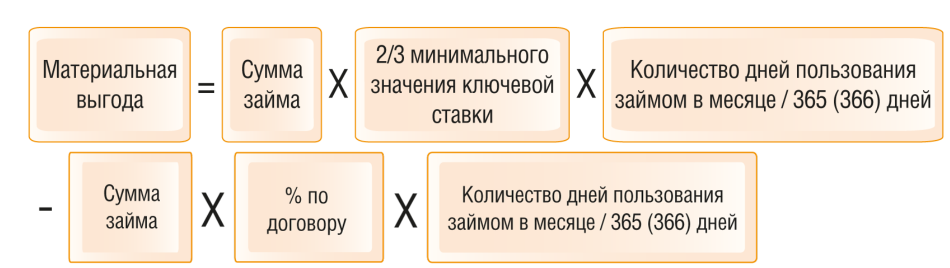 Материальная выгода = Сумма займа X 2/3 минимального значения ключевой ставки X Количество дней пользования займом в месяце / 365 (366) дней
- Сумма займа X % по договору X Количество дней пользования займом в месяце / 365 (366) дней